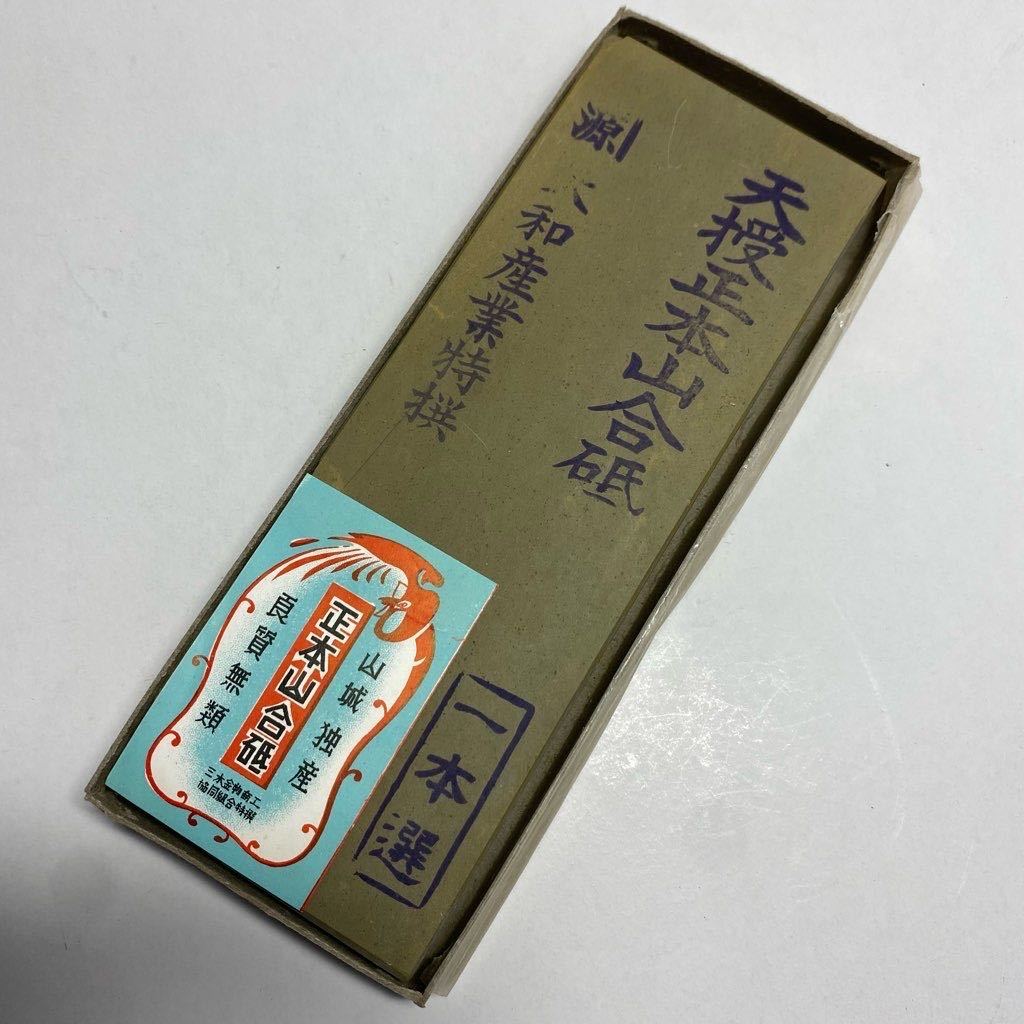 天授正本山合砥
源
大和産業特撰
一本選
山城独産
正本山合砥
良質無類
三木金物商工
協同組合特撰